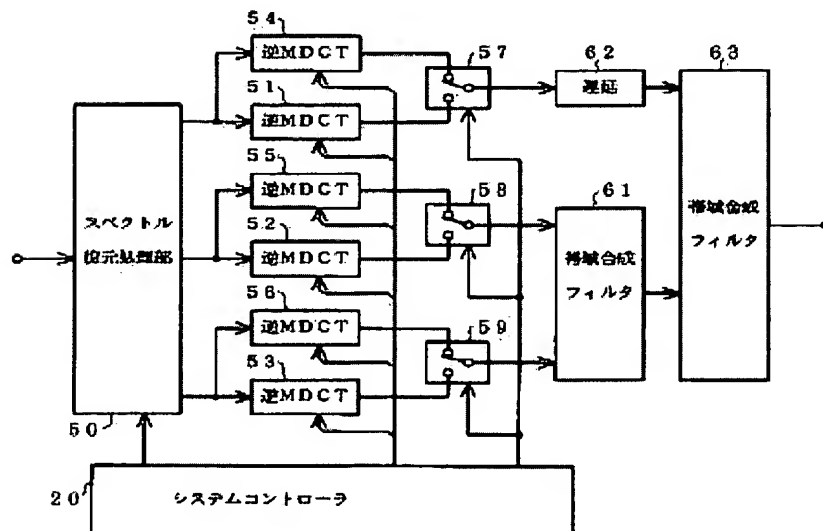 54
逆MDCT
57
62
遅延
63
51
逆MDCT
55
逆MDCT
58
61
スペクトル
復元処理部
52
逆MDCT
帯域合成
フィルタ
帯域合成
フィルタ
56
逆MDCT
59
53
逆MDCT
50
20
システムコントローラ